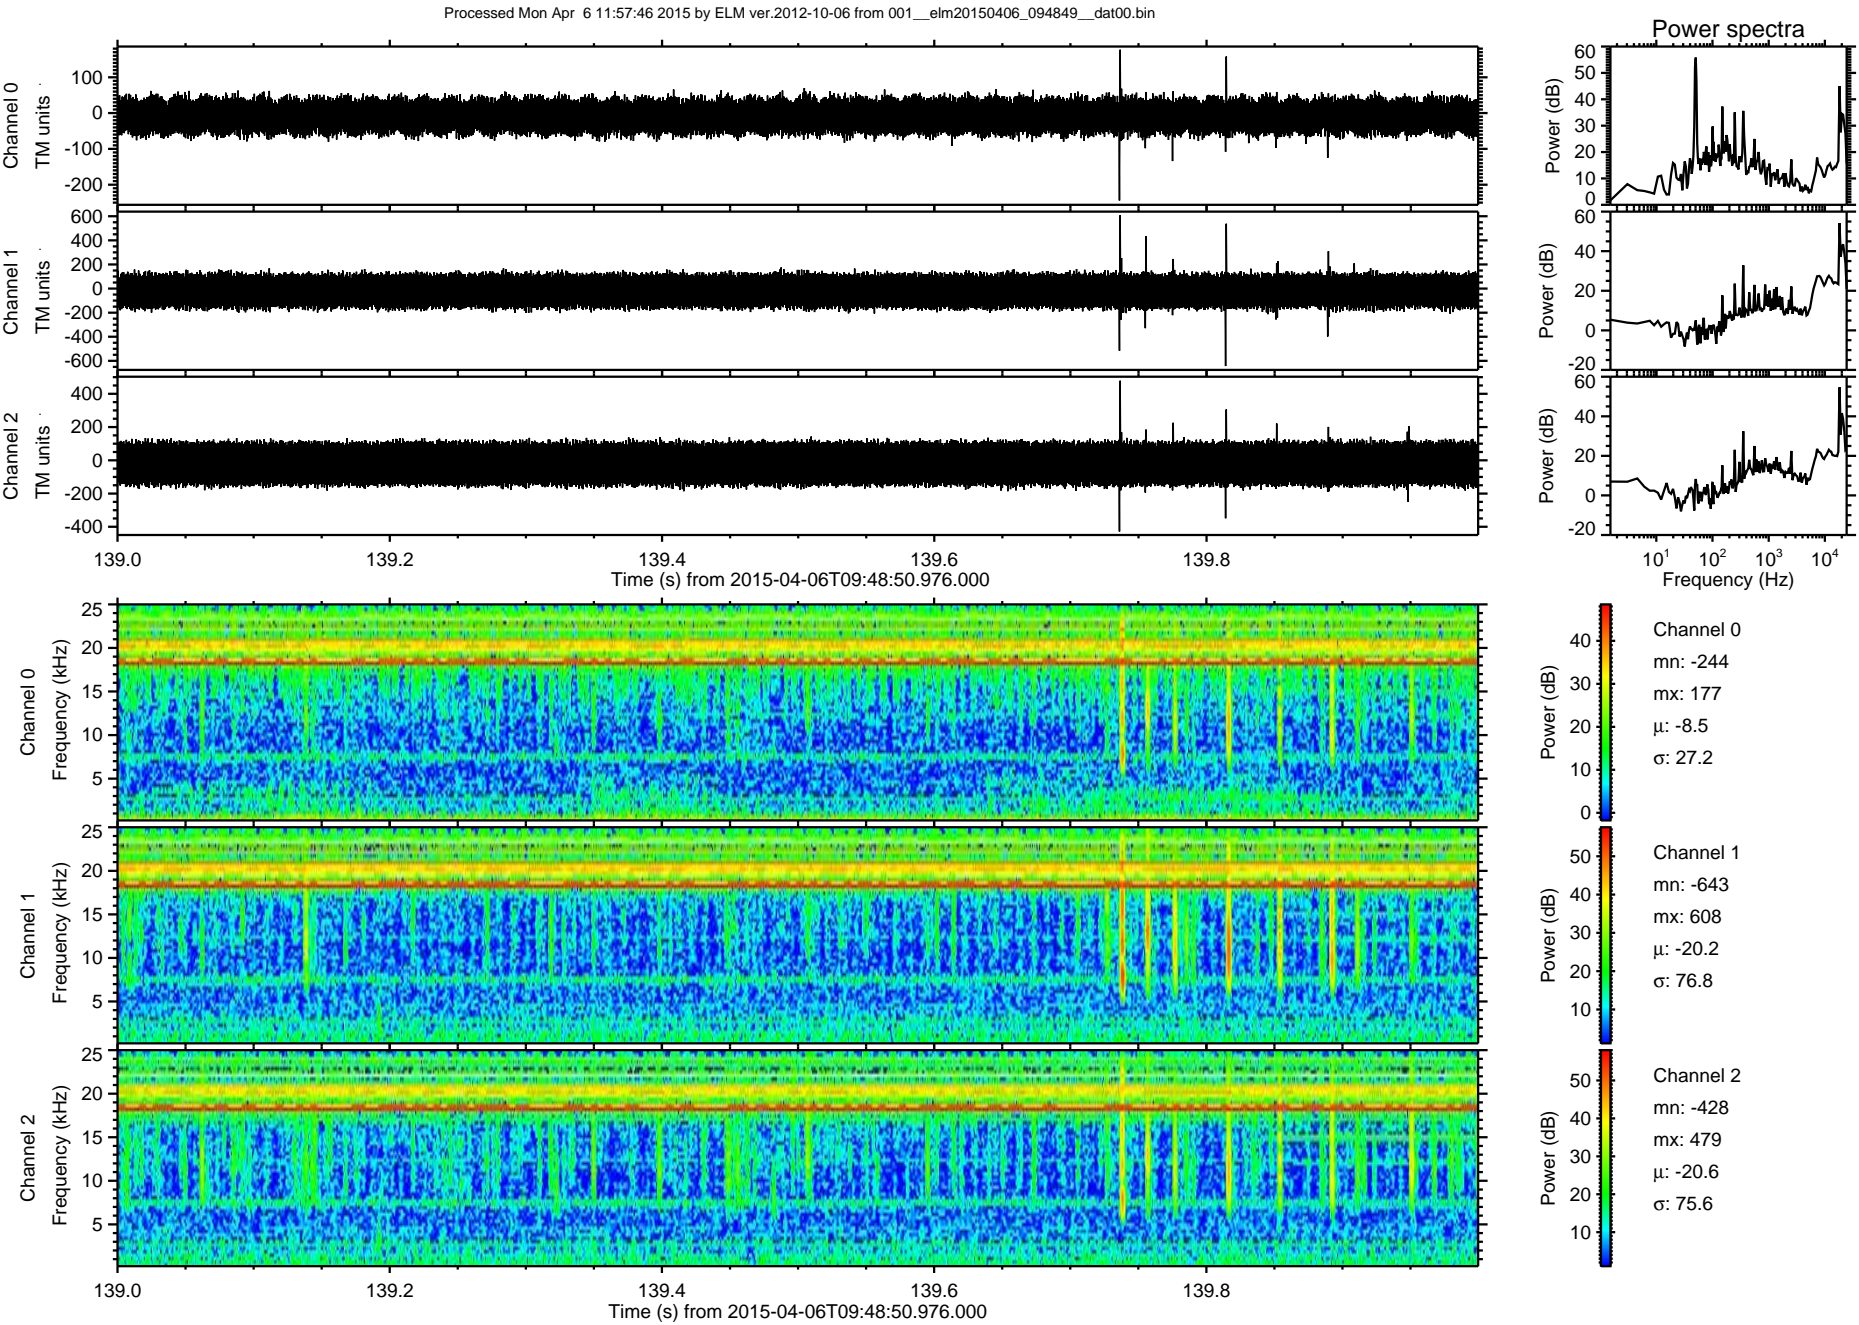 Processed Mon Apr  6 11:57:46 2015 by ELM ver.2012-10-06 from 001__elm20150406_094849__dat00.bin
Power spectra
Channel 0
TM units
100
0
-100
-200
Power (dB)
60
50
40
30
20
10
0
Channel 1
TM units
600
400
200
0
-200
-400
-600
Power (dB)
60
40
20
0
-20
Channel 2
TM units
400
200
0
-200
-400
Power (dB)
60
40
20
0
-20
139.0 139.2 139.4 139.6 139.8
Time (s) from 2015-04-06T09:48:50.976.000
10^1 10^2 10^3 10^4
Frequency (Hz)
Channel 0
Frequency (kHz)
25
20
15
10
5
Power (dB)
40
30
20
10
0
Channel 0
mn: -244
mx: 177
µ: -8.5
σ: 27.2
Channel 1
Frequency (kHz)
25
20
15
10
5
Power (dB)
50
40
30
20
10
Channel 1
mn: -643
mx: 608
µ: -20.2
σ: 76.8
Channel 2
Frequency (kHz)
25
20
15
10
5
Power (dB)
50
40
30
20
10
Channel 2
mn: -428
mx: 479
µ: -20.6
σ: 75.6
139.0 139.2 139.4 139.6 139.8
Time (s) from 2015-04-06T09:48:50.976.000